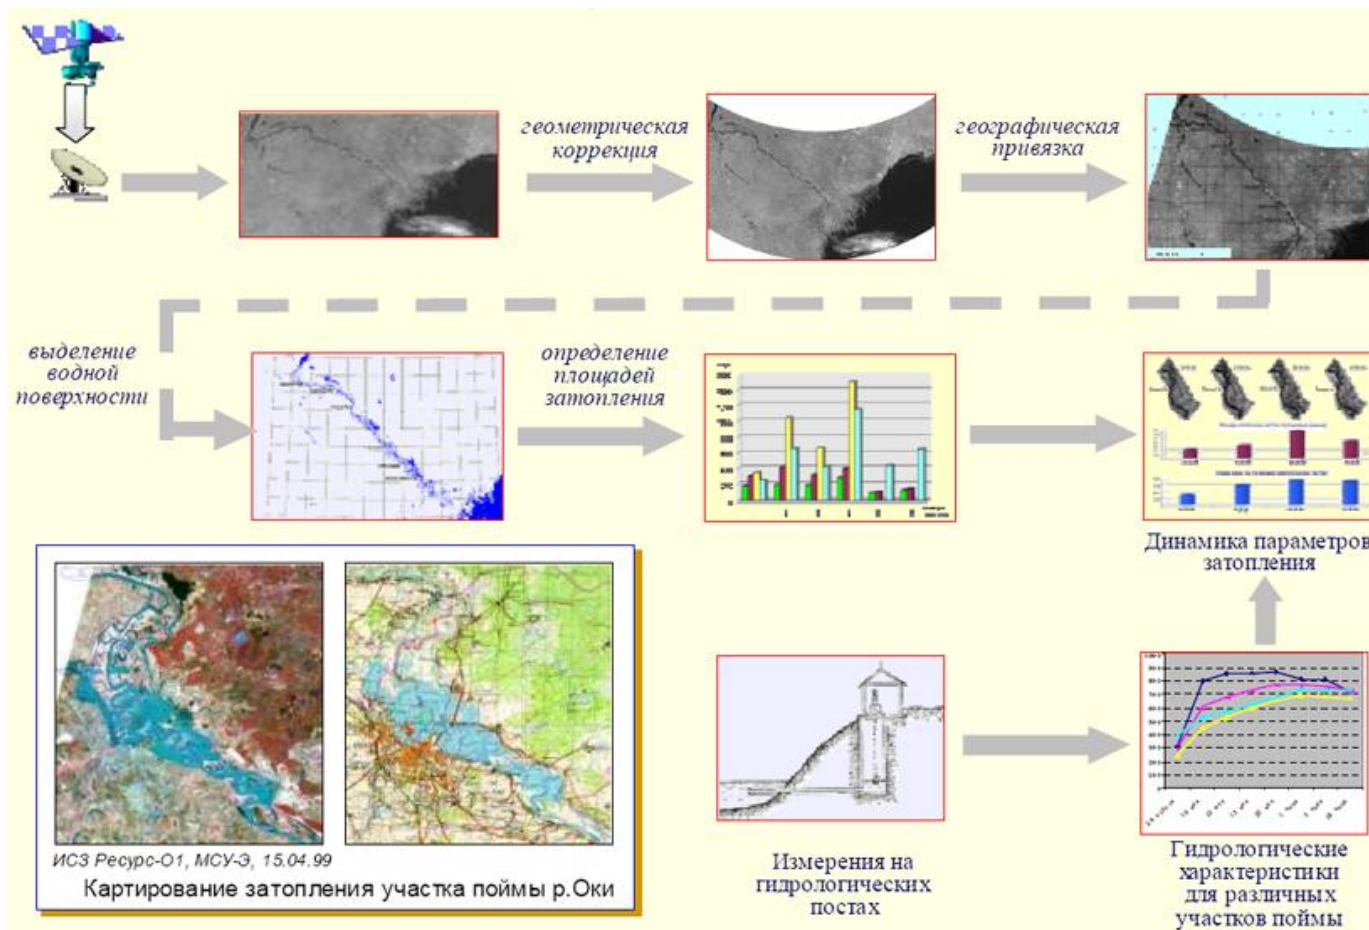 геометрическая
коррекция
географическая
привязка
выделение
водной
поверхности
определение
площадей
затопления
Динамика параметров
затопления
ИСЗ Ресурс-О1, МСУ-Э, 15.04.99
Картирование затопления участка поймы р.Оки
Измерения на
гидрологических
постах
Гидрологические
характеристики
для различных
участков поймы